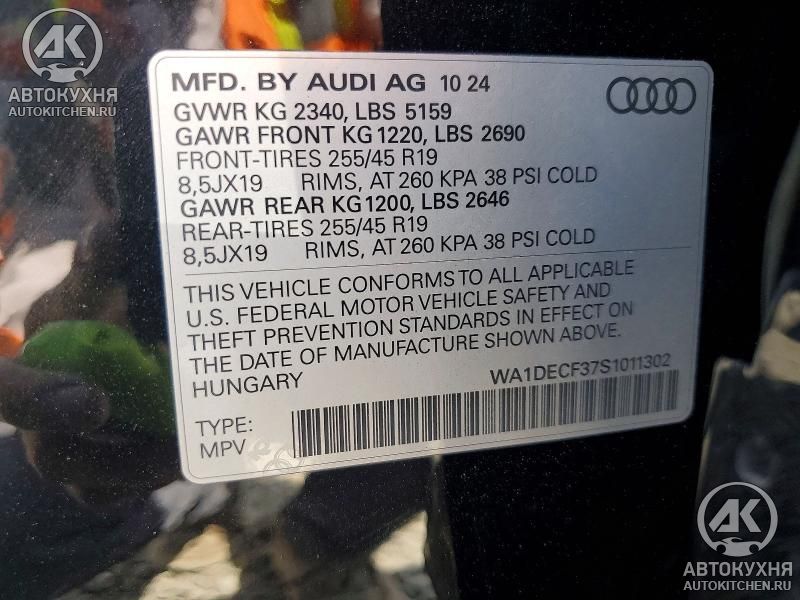 AK
АВТОКУХНЯ
AUTOKITCHEN.RU
MFD. BY AUDI AG 10 24
GVWR KG 2340, LBS 5159
GAWR FRONT KG 1220, LBS 2690
FRONT-TIRES 255/45 R19
8,5JX19 RIMS, AT 260 KPA 38 PSI COLD
GAWR REAR KG 1200, LBS 2646
REAR-TIRES 255/45 R19
8,5JX19 RIMS, AT 260 KPA 38 PSI COLD
THIS VEHICLE CONFORMS TO ALL APPLICABLE
U.S. FEDERAL MOTOR VEHICLE SAFETY AND
THEFT PREVENTION STANDARDS IN EFFECT ON
THE DATE OF MANUFACTURE SHOWN ABOVE.
HUNGARY WA1DECF37S1011302
TYPE:
MPV
AK
АВТОКУХНЯ
AUTOKITCHEN.RU